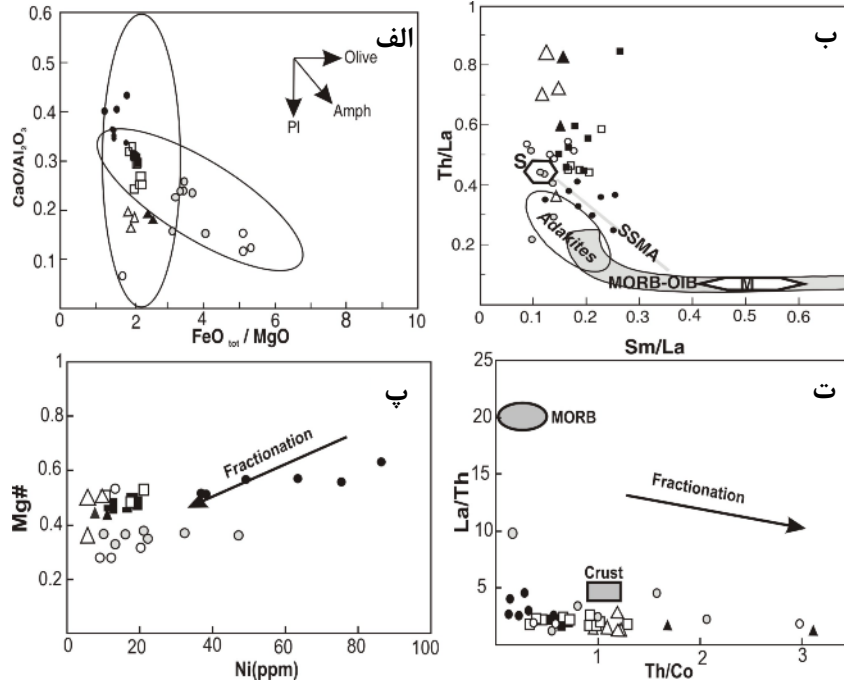 الف
0.6
0.5
0.4
0.3
0.2
0.1
CaO/Al₂O₃
Olive
Amph
Pl
0 2 4 6 8 10
FeO tot / MgO
ب
1
0.8
0.6
0.4
0.2
Th/La
S
Adakites
SSMA
MORB-OIB
M
0 0.1 0.2 0.3 0.4 0.5 0.6
Sm/La
پ
1
0.8
0.6
0.4
0.2
Mg#
Fractionation
0 20 40 60 80 100
Ni(ppm)
ت
25
20
15
10
5
La/Th
MORB
Fractionation
Crust
1 2 3
Th/Co